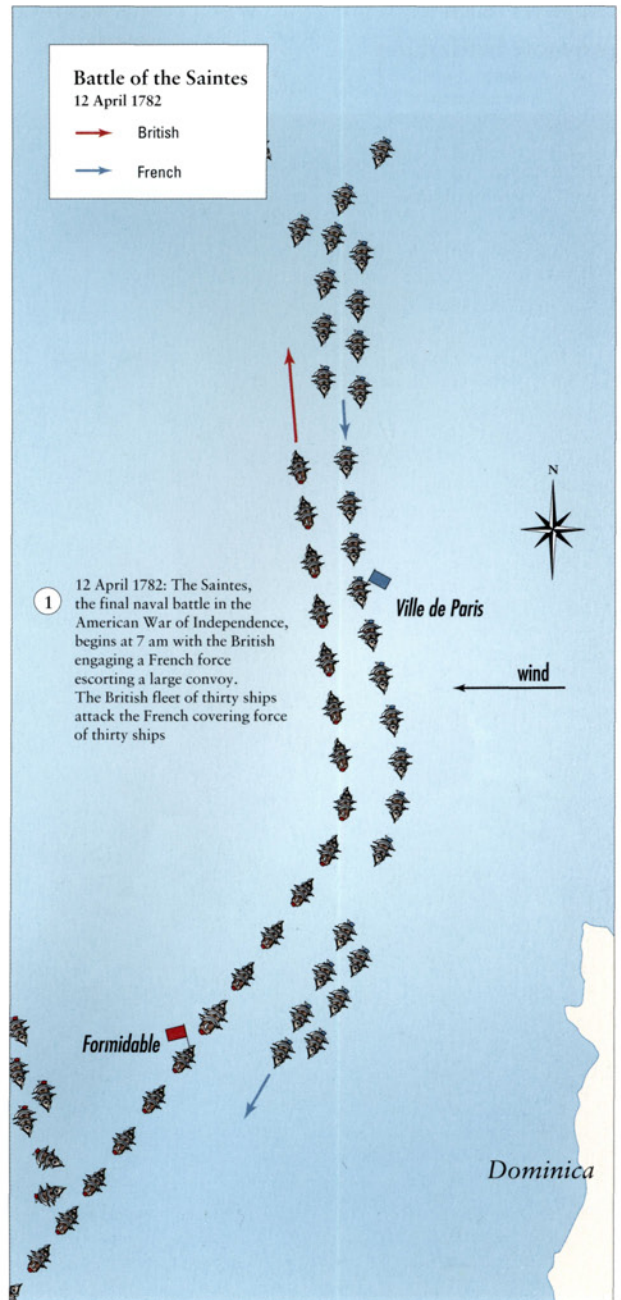 Battle of the Saintes
12 April 1782
British
French
N
1
12 April 1782: The Saintes,
the final naval battle in the
American War of Independence,
begins at 7 am with the British
engaging a French force
escorting a large convoy.
The British fleet of thirty ships
attack the French covering force
of thirty ships
Ville de Paris
wind
Formidable
Dominica